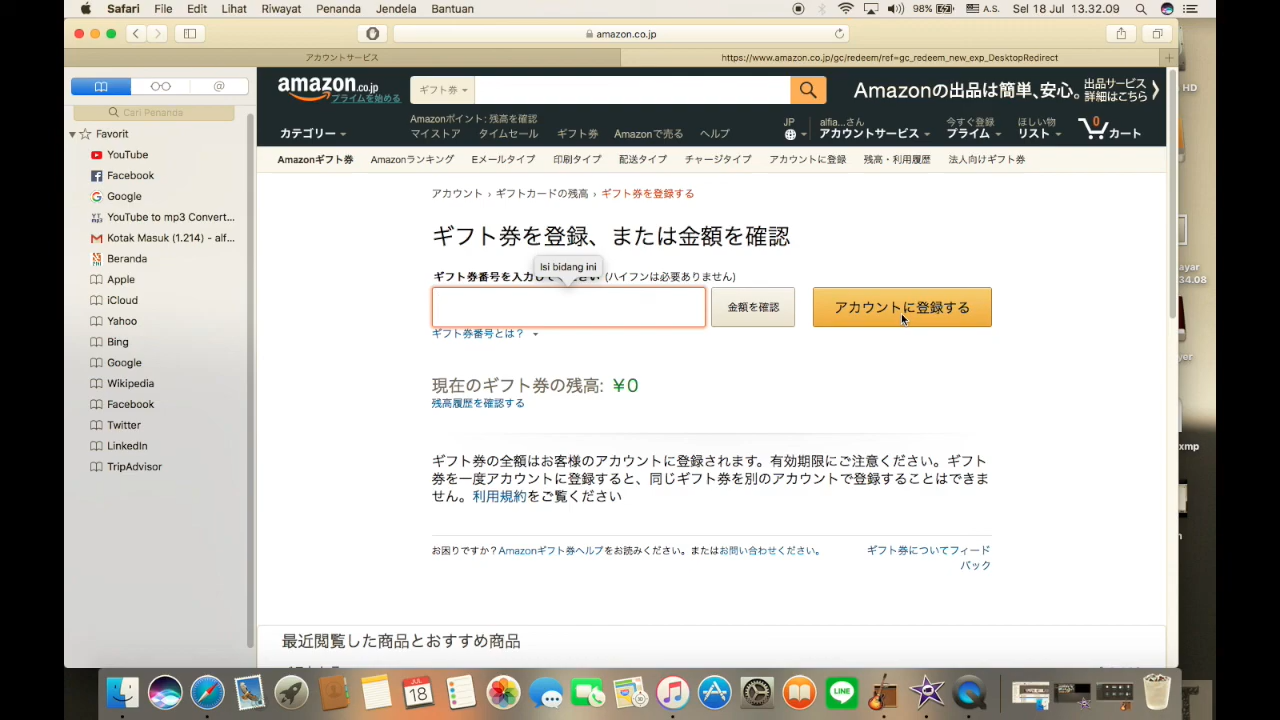 Safari File Edit Lihat Riwayat Penanda Jendela Bantuan 98% A.S. Sel 18 Jul 13.32.09
amazon.co.jp
アカウントサービス https://www.amazon.co.jp/gc/redeem/ref=gc_redeem_new_exp_DesktopRedirect
Cari Penanda
Favorit
YouTube
Facebook
Google
YouTube to mp3 Convert...
Kotak Masuk (1.214) - alf...
Beranda
Apple
iCloud
Yahoo
Bing
Google
Wikipedia
Facebook
Twitter
LinkedIn
TripAdvisor
amazon.co.jp
プライムを始める
ギフト券
Amazonの出品は簡単、安心。 出品サービス
詳細はこちら
カテゴリー
Amazonポイント: 残高を確認
マイストア タイムセール ギフト券 Amazonで売る ヘルプ
JP
alfia...さん
アカウントサービス
今すぐ登録
プライム
ほしい物
リスト
0
カート
Amazonギフト券 Amazonランキング Eメールタイプ 印刷タイプ 配送タイプ チャージタイプ アカウントに登録 残高・利用履歴 法人向けギフト券
アカウント › ギフトカードの残高 › ギフト券を登録する
ギフト券を登録、または金額を確認
Isi bidang ini
ギフト券番号を入力してください (ハイフンは必要ありません)
金額を確認
アカウントに登録する
ギフト券番号とは？
現在のギフト券の残高: ￥0
残高履歴を確認する
ギフト券の全額はお客様のアカウントに登録されます。有効期限にご注意ください。ギフト
券を一度アカウントに登録すると、同じギフト券を別のアカウントで登録することはできま
せん。利用規約をご覧ください
お困りですか？Amazonギフト券ヘルプをお読みください。またはお問い合わせください。
ギフト券についてフィード
バック
最近閲覧した商品とおすすめ商品
HD
ayar
34.08
yer
xmp
JUL
18
LINE